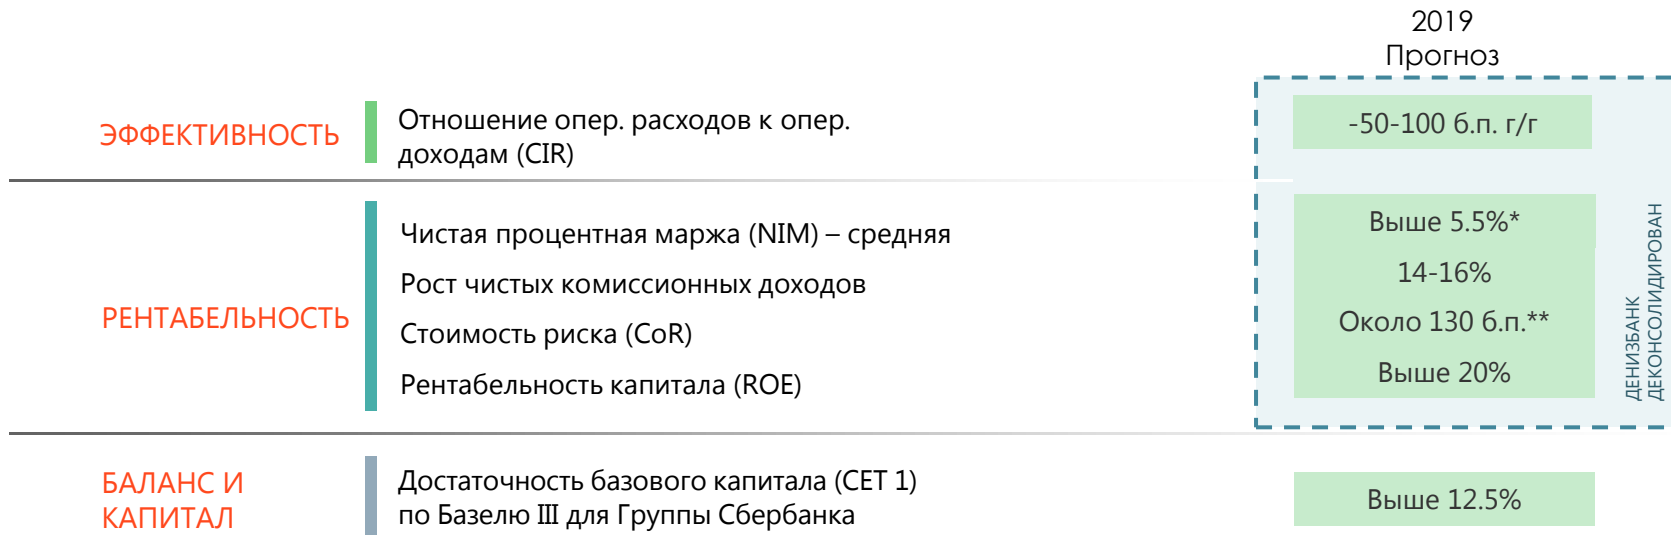 2019
Прогноз
ЭФФЕКТИВНОСТЬ
Отношение опер. расходов к опер.
доходам (CIR)
-50-100 б.п. г/г
РЕНТАБЕЛЬНОСТЬ
Чистая процентная маржа (NIM) – средняя
Выше 5.5%*
Рост чистых комиссионных доходов
14-16%
Стоимость риска (CoR)
Около 130 б.п.**
Рентабельность капитала (ROE)
Выше 20%
ДЕНИЗБАНК
ДЕКОНСОЛИДИРОВАН
БАЛАНС И
КАПИТАЛ
Достаточность базового капитала (CET 1)
по Базелю III для Группы Сбербанка
Выше 12.5%